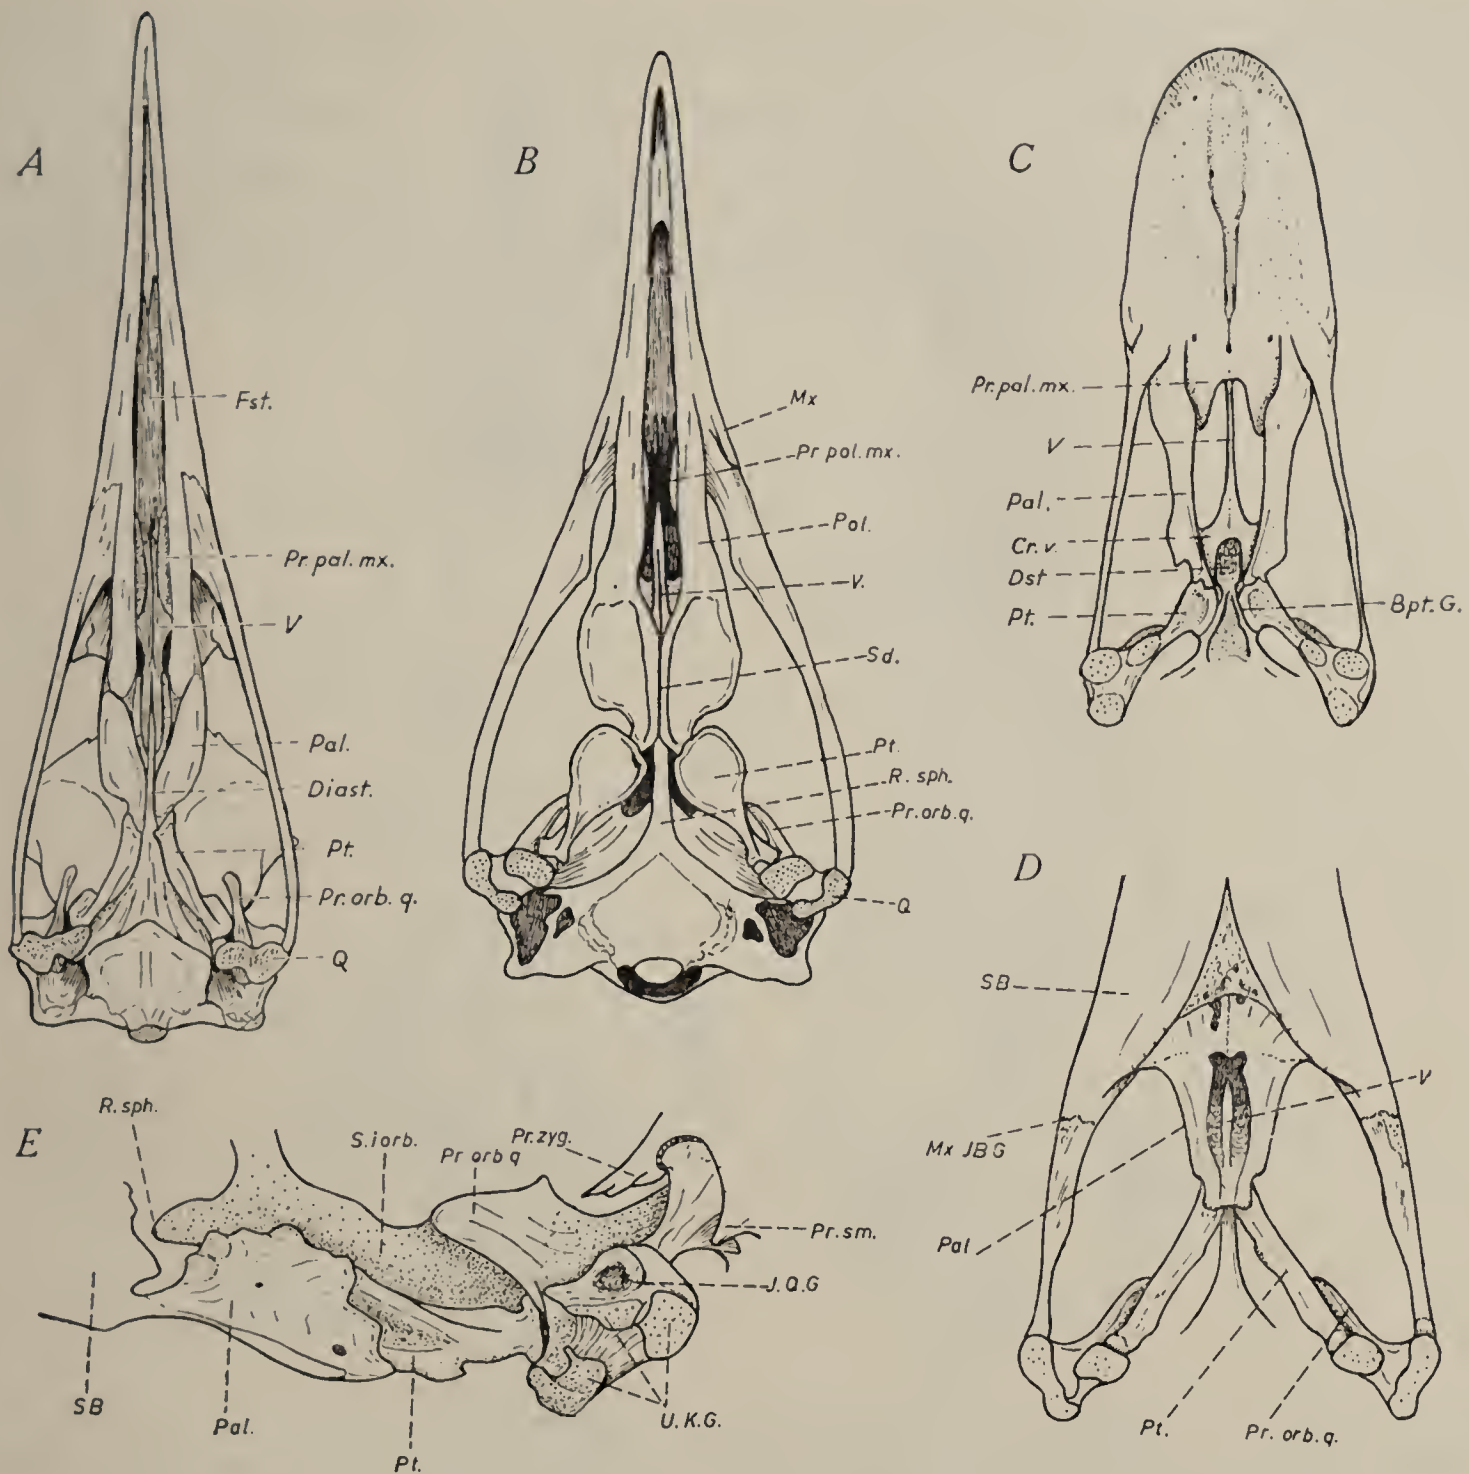 A
Fst.
Pr. pal. mx.
V
Pal.
Diast.
Pt.
Pr. orb. q.
Q
B
Mx
Pr pal. mx.
Pal.
V.
Sd.
Pt.
R. sph.
Pr. orb. q.
Q
C
Pr. pal. mx.
V
Pal.
Cr. v.
Dst
Pt.
Bpt. G.
D
SB
V
Mx JBG
Pal
Pt.
Pr. orb. q.
E
R. sph.
S. iorb.
Pr orb q
Pr. zyg.
Pr. sm.
J. Q. G
U. K. G.
SB
Pal.
Pt.